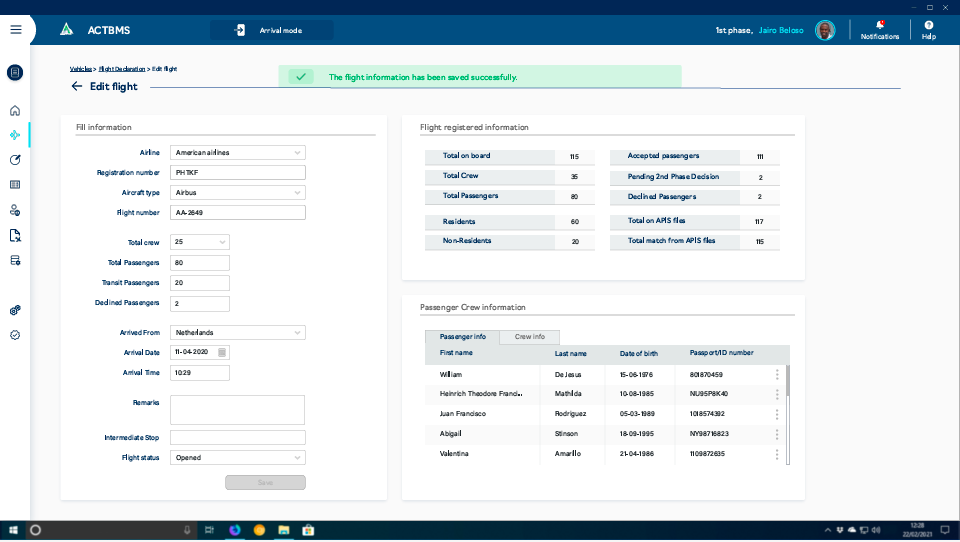 ACTBMS
Arrival mode
1st phase, Jairo Beloso
Notifications
Help
Vehicles > Flight Declaration > Edit flight
The flight information has been saved successfully.
Edit flight
Fill information
Airline American airlines
Registration number PHTKF
Aircraft type Airbus
Flight number AA-2649
Total crew 25
Total Passengers 80
Transit Passengers 20
Declined Passengers 2
Arrived From Netherlands
Arrival Date 11-04-2020
Arrival Time 10:29
Remarks
Intermediate Stop
Flight status Opened
Save
Flight registered information
Total on board 115
Total Crew 35
Total Passengers 80
Residents 60
Non-Residents 20
Accepted passengers 111
Pending 2nd Phase Decision 2
Declined Passengers 2
Total on APIS files 117
Total match from APIS files 115
Passenger Crew information
Passenger info Crew info
First name Last name Date of birth Passport/ID number
William De Jesus 15-06-1976 801870459
Heinrich Theodore Franci... Mathilda 10-08-1985 NU95P8K40
Juan Francisco Rodriguez 05-03-1989 1018574392
Abigail Stinson 18-09-1995 NY98716823
Valentina Amarillo 21-04-1986 1109872635
12:28
22/02/2021